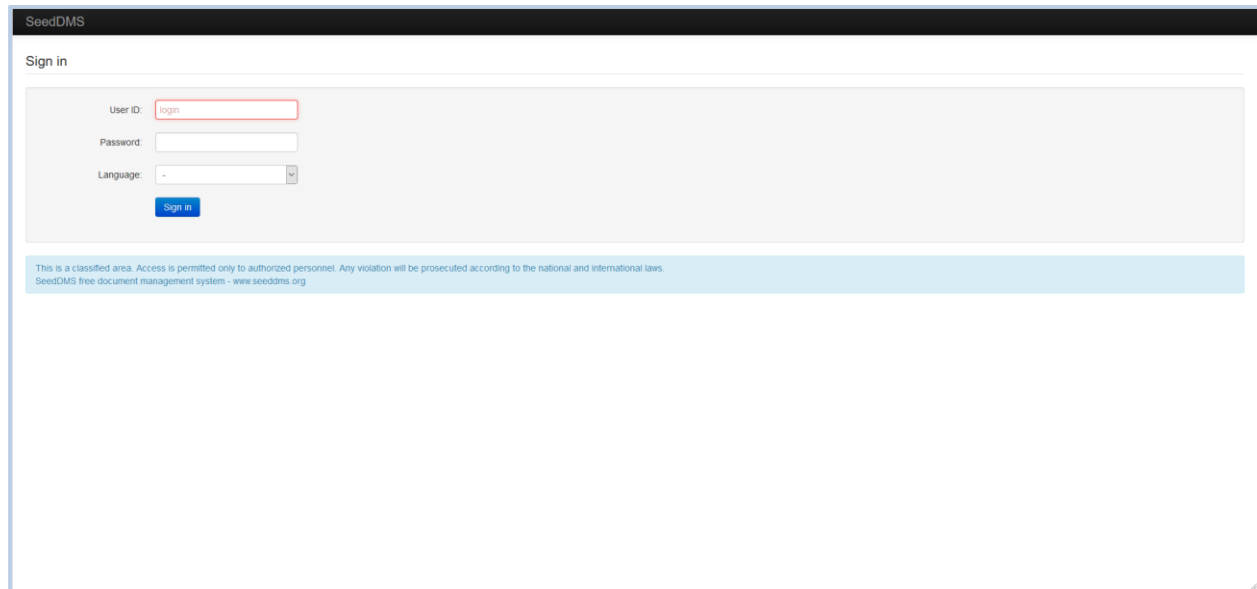 SeedDMS
Sign in
User ID: login
Password:
Language: -
Sign in
This is a classified area. Access is permitted only to authorized personnel. Any violation will be prosecuted according to the national and international laws.
SeedDMS free document management system - www.seeddms.org